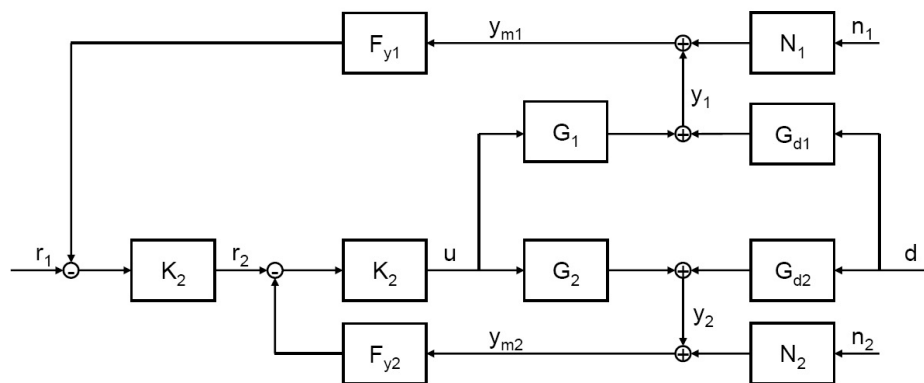 F_y1 y_m1 N_1 n_1
y_1
G_1 G_d1
r_1 K_2 r_2 K_2 u G_2 G_d2 d
y_2
F_y2 y_m2 N_2 n_2
- -
+ + + +